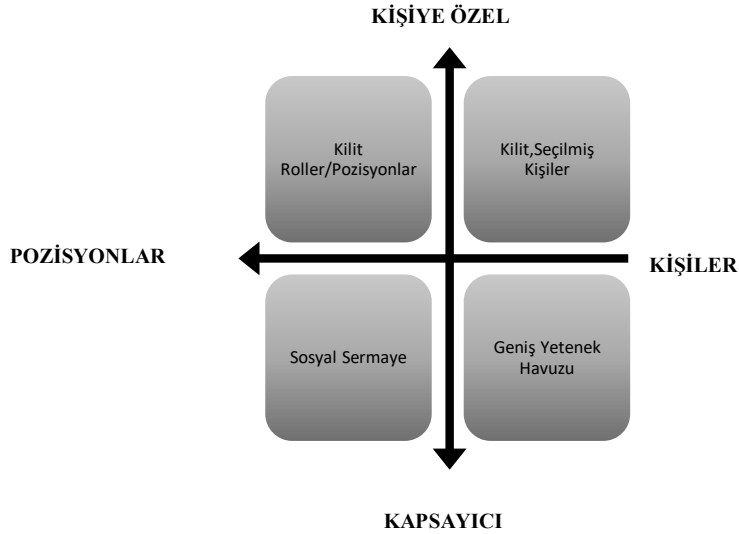 KİŞİYE ÖZEL
Kilit
Roller/Pozisyonlar
Kilit,Seçilmiş
Kişiler
POZİSYONLAR
KİŞİLER
Sosyal Sermaye
Geniş Yetenek
Havuzu
KAPSAYICI